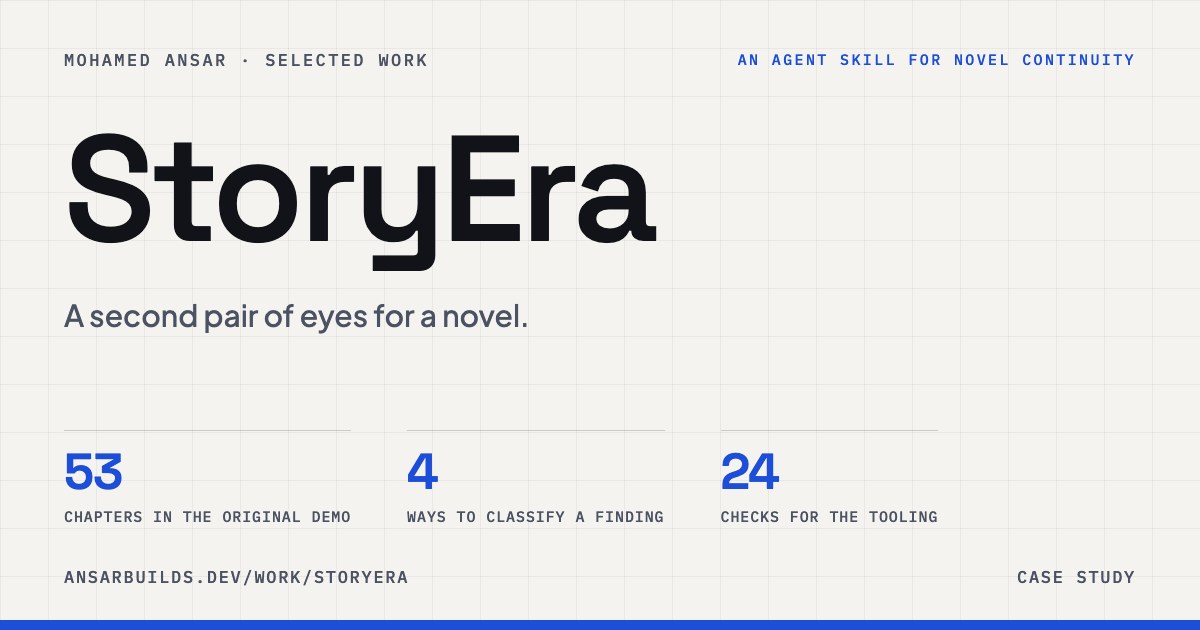 MOHAMED ANSAR · SELECTED WORK
AN AGENT SKILL FOR NOVEL CONTINUITY
StoryEra
A second pair of eyes for a novel.
53
CHAPTERS IN THE ORIGINAL DEMO
4
WAYS TO CLASSIFY A FINDING
24
CHECKS FOR THE TOOLING
ANSARBUILDS.DEV/WORK/STORYERA
CASE STUDY